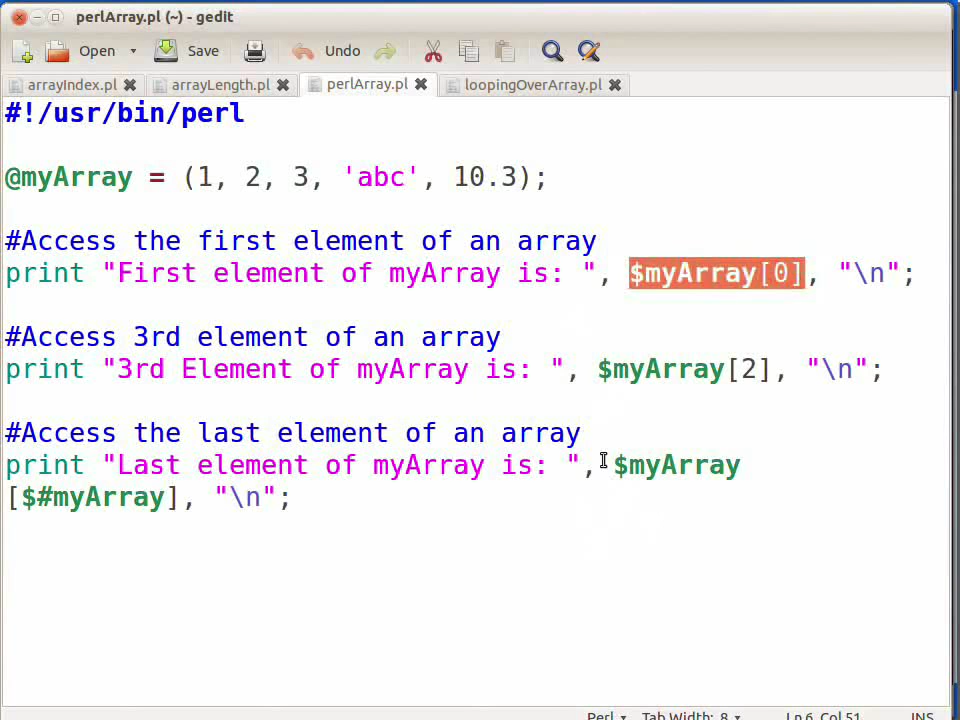 perlArray.pl (~) - gedit
Open Save Undo
arrayIndex.pl arrayLength.pl perlArray.pl loopingOverArray.pl
#!/usr/bin/perl
@myArray = (1, 2, 3, 'abc', 10.3);
#Access the first element of an array
print "First element of myArray is: ", $myArray[0], "\n";
#Access 3rd element of an array
print "3rd Element of myArray is: ", $myArray[2], "\n";
#Access the last element of an array
print "Last element of myArray is: ", $myArray
[$#myArray], "\n";
Perl Tab Width: 8 Ln 6, Col 51 INS